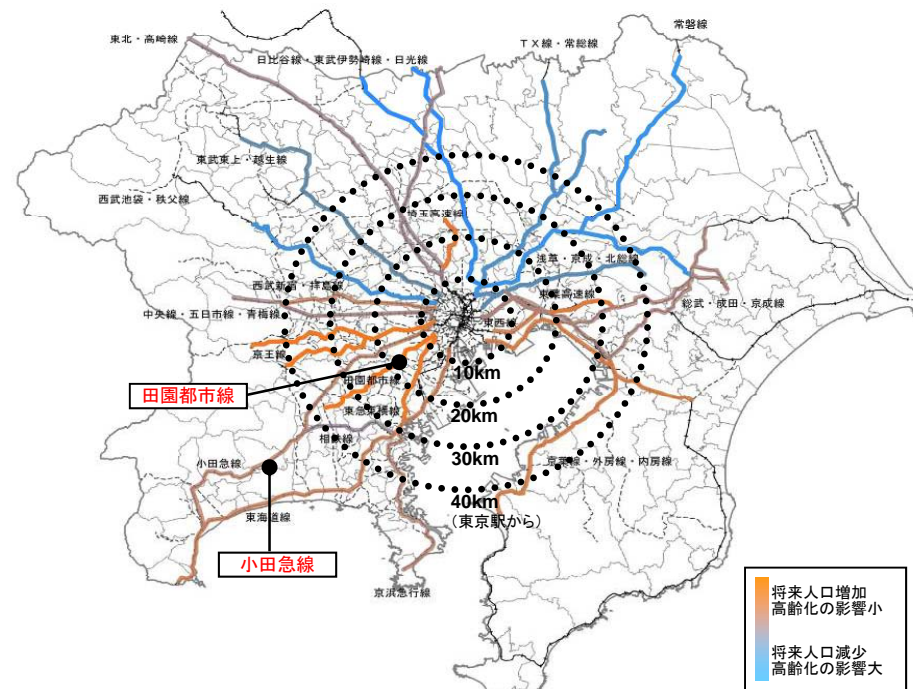 常磐線
東北・高崎線
TX線・常総線
日比谷線・東武伊勢崎線・日光線
東武東上・越生線
西武池袋・秩父線
埼玉高速線
浅草・京成・北総線
西武新宿・拝島線
東葉高速線
総武・成田・京成線
中央線・五日市線・青梅線
東西線
京王線
10km
田園都市線
田園都市線
20km
東急東横線
相鉄線
30km
小田急線
京葉線・外房線・内房線
40km
東海道線
(東京駅から)
小田急線
京浜急行線
将来人口増加
高齢化の影響小
将来人口減少
高齢化の影響大